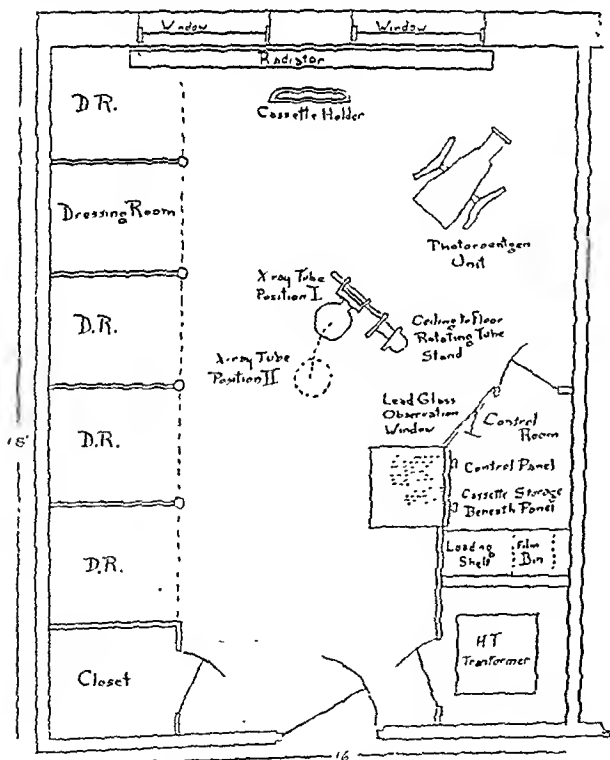 Window
Window
Radiator
D.R.
Cassette Holder
Dressing Room
Photoroentgen
Unit
X ray Tube
Position I
Ceiling to Floor
Rotating Tube
Stand
D.R.
X-ray Tube
Position II
Lead Glass
Observation
Window
Control
Room
18'
D.R.
Control Panel
Cassette Storage
Beneath Panel
Loading
Shelf
Film
Bin
D.R.
HT
Tranformer
Closet
16